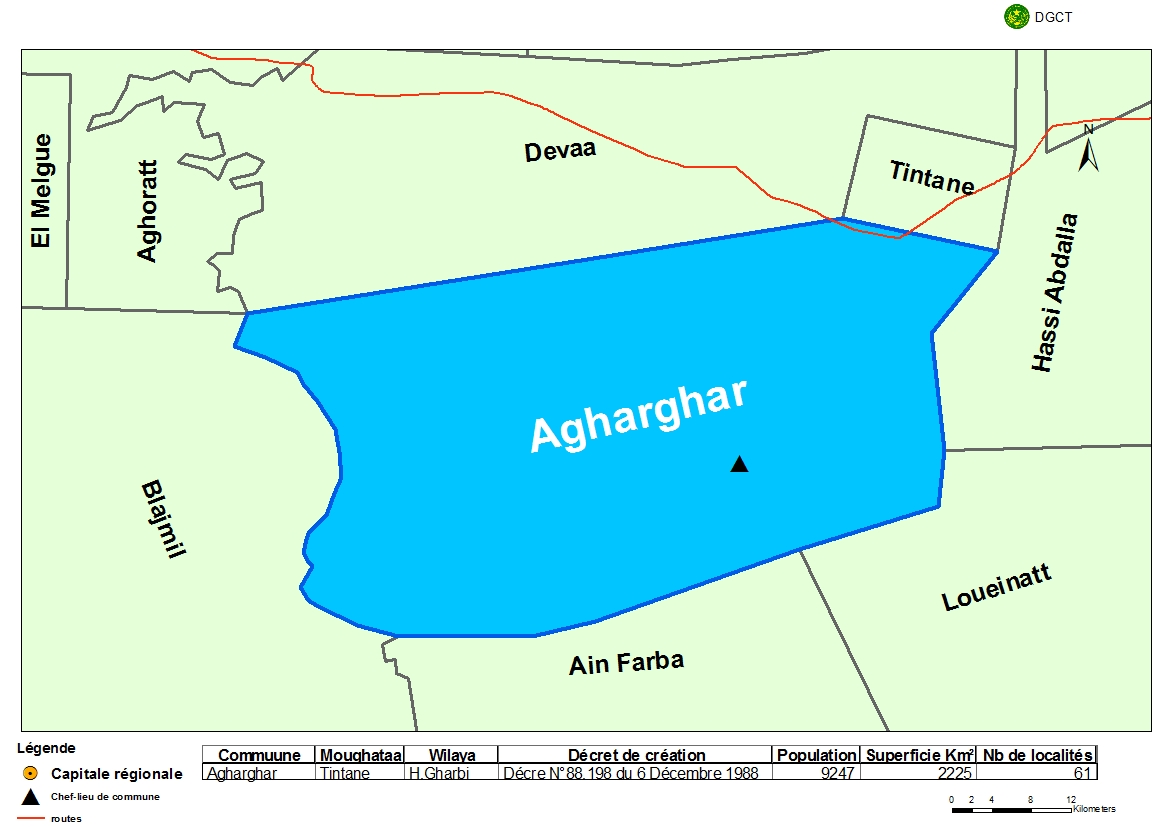 DGCT
El Melgue
Aghoratt
Devaa
Tintane
N
Hassi Abdalla
Agharghar
Blajmil
Loueinatt
Ain Farba
Légende
Capitale régionale
Chef-lieu de commune
routes
Commuune Moughataa Wilaya Décret de création Population Superficie Km² Nb de localités
Agharghar Tintane H.Gharbi Décre N°88.198 du 6 Décembre 1988 9247 2225 61
0 2 4 8 12
Kilometers